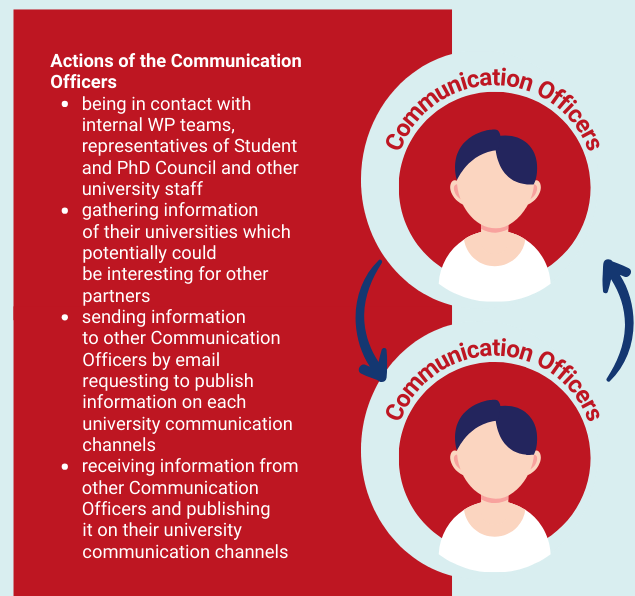 Actions of the Communication
Officers
• being in contact with
internal WP teams,
representatives of Student
and PhD Council and other
university staff
• gathering information
of their universities which
potentially could
be interesting for other
partners
• sending information
to other Communication
Officers by email
requesting to publish
information on each
university communication
channels
• receiving information from
other Communication
Officers and publishing
it on their university
communication channels
Communication Officers
Communication Officers